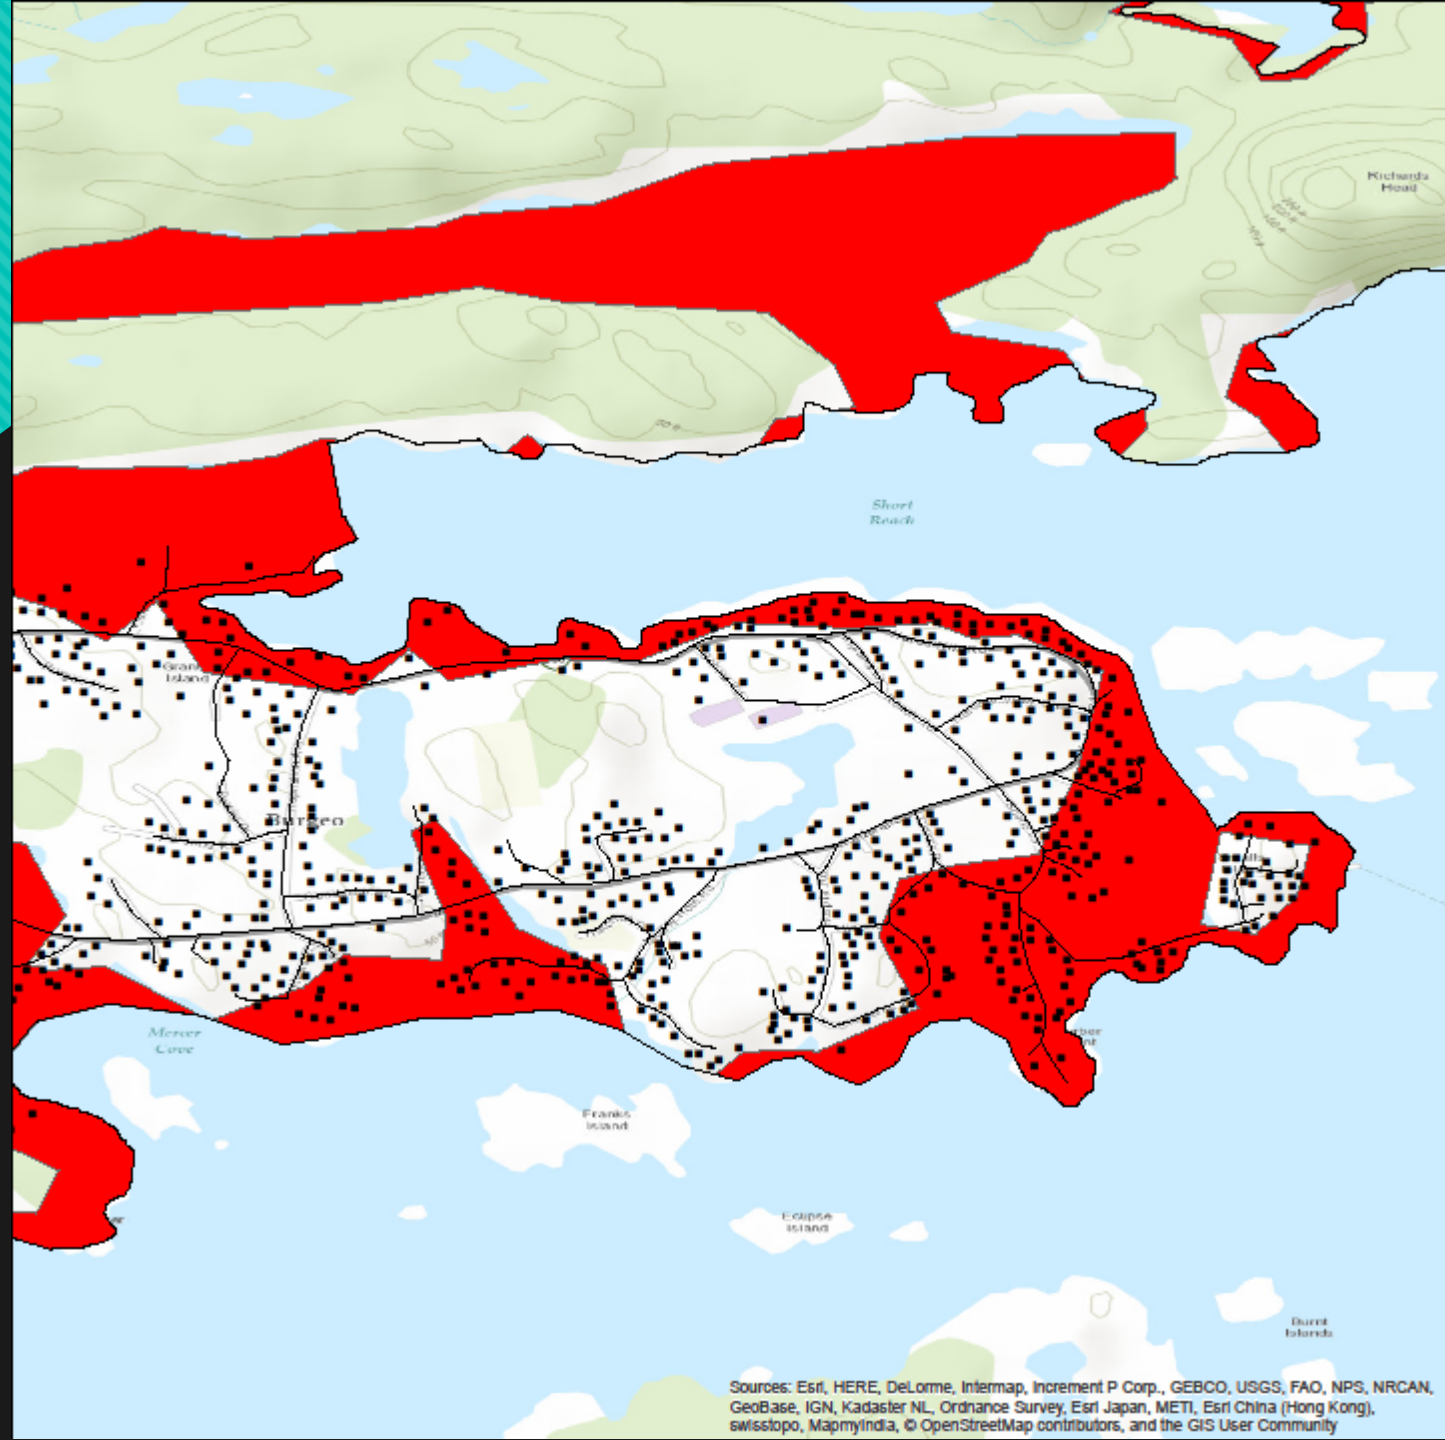 Richards
Head
Short
Reach
Grand
Island
Burgeo
Mercer
Cove
Franks
Island
Eclipse
Island
Burnt
Islands
Sources: Esri, HERE, DeLorme, Intermap, Increment P Corp., GEBCO, USGS, FAO, NPS, NRCAN,
GeoBase, IGN, Kadaster NL, Ordnance Survey, Esri Japan, METI, Esri China (Hong Kong),
swisstopo, MapmyIndia, © OpenStreetMap contributors, and the GIS User Community